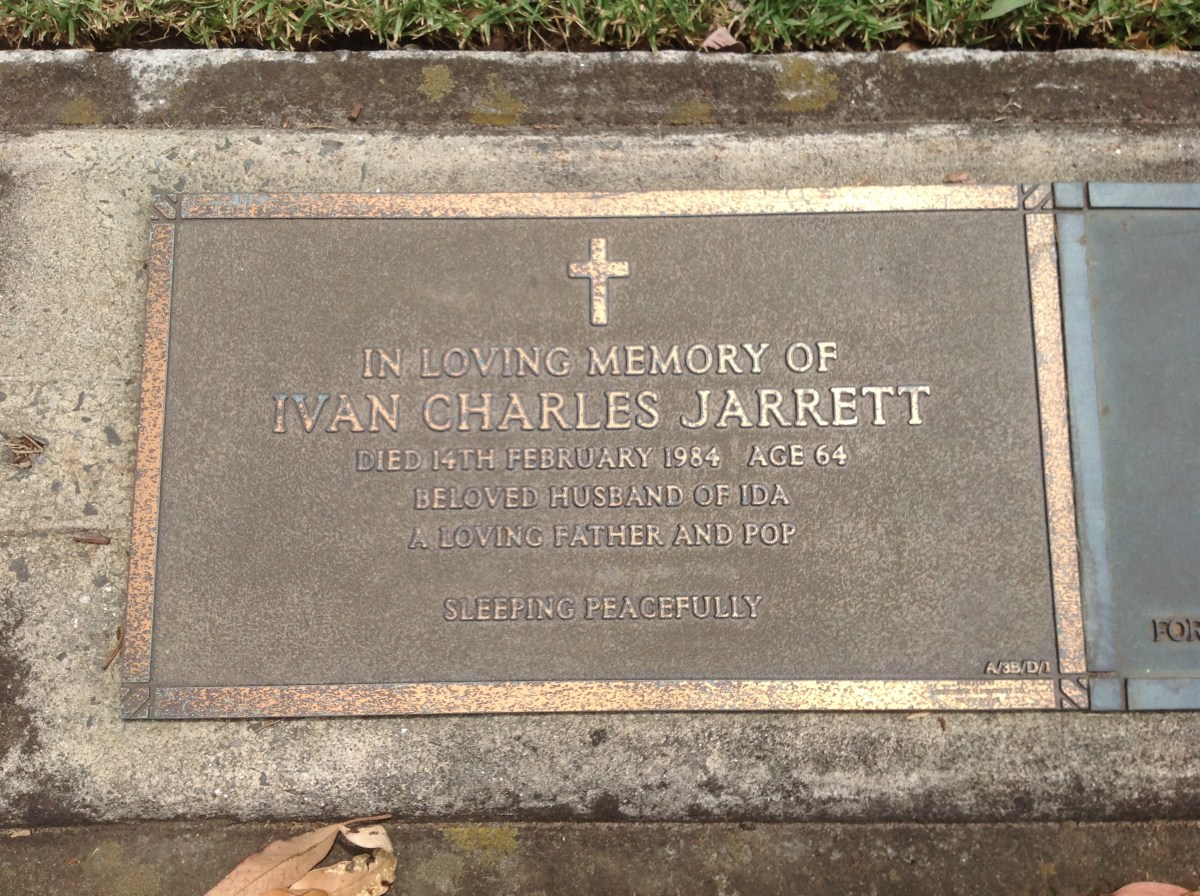 IN LOVING MEMORY OF
IVAN CHARLES JARRETT
DIED 14TH FEBRUARY 1984 AGE 64
BELOVED HUSBAND OF IDA
A LOVING FATHER AND POP
SLEEPING PEACEFULLY
A/3B/D/1
FOR